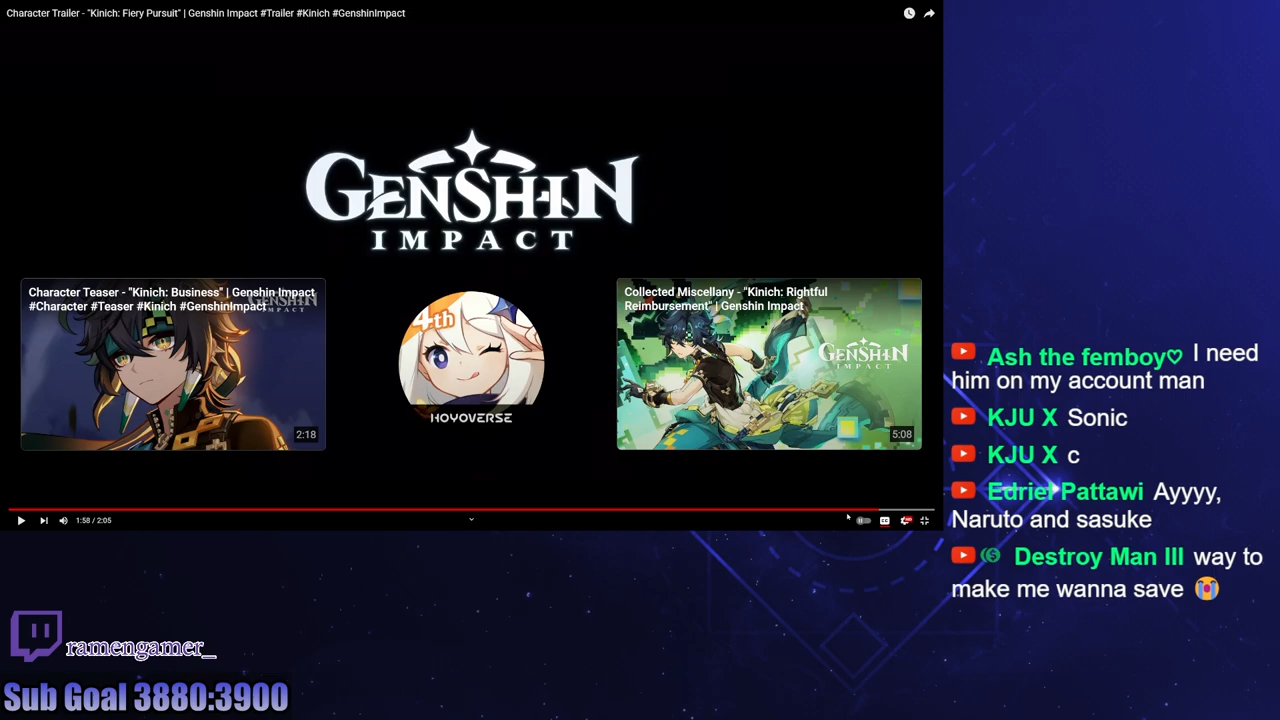 Character Trailer - "Kinich: Fiery Pursuit" | Genshin Impact #Trailer #Kinich #GenshinImpact
GENSHIN
IMPACT
Character Teaser - "Kinich: Business" | Genshin Impact
#Character #Teaser #Kinich #GenshinImpact
GENSHIN
IMPACT
2:18
4th
HOYOVERSE
Collected Miscellany - "Kinich: Rightful
Reimbursement" | Genshin Impact
GENSHIN
IMPACT
5:08
1:58 / 2:05
CC
Ash the femboy♡ I need
him on my account man
KJU X Sonic
KJU X c
Edriel Pattawi Ayyyy,
Naruto and sasuke
Destroy Man III way to
make me wanna save 😭
ramengamer_
Sub Goal 3880:3900